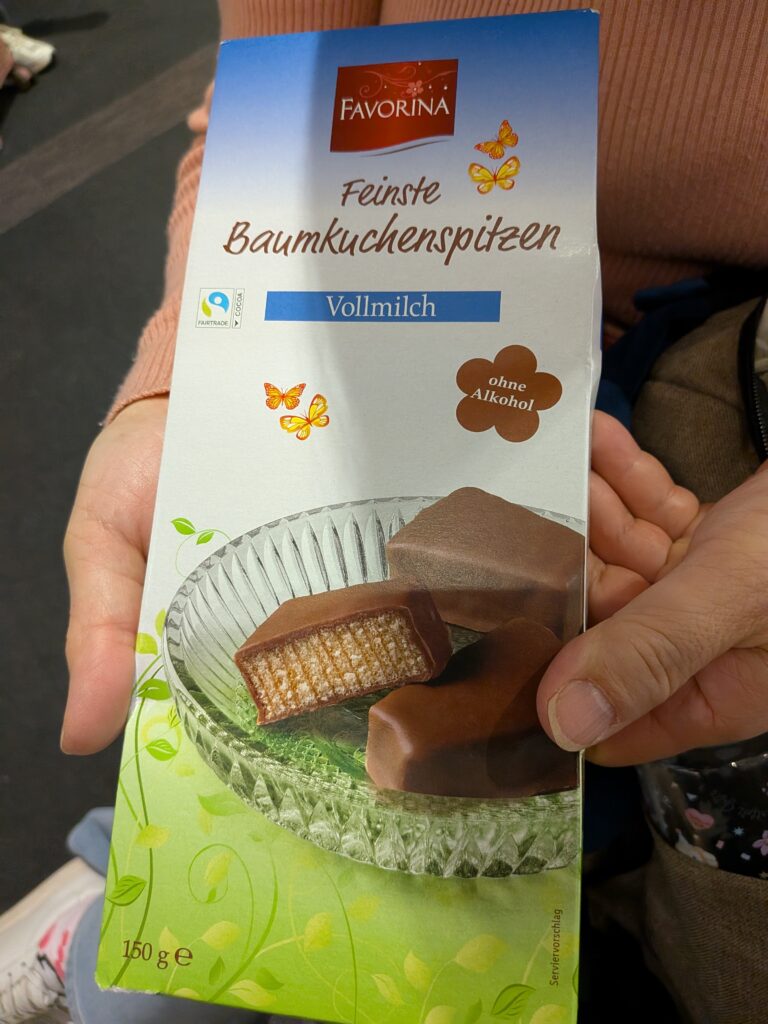 FAVORINA
Feinste
Baumkuchenspitzen
Vollmilch
FAIRTRADE
COCOA
ohne
Alkohol
150 g ℮
Serviervorschlag